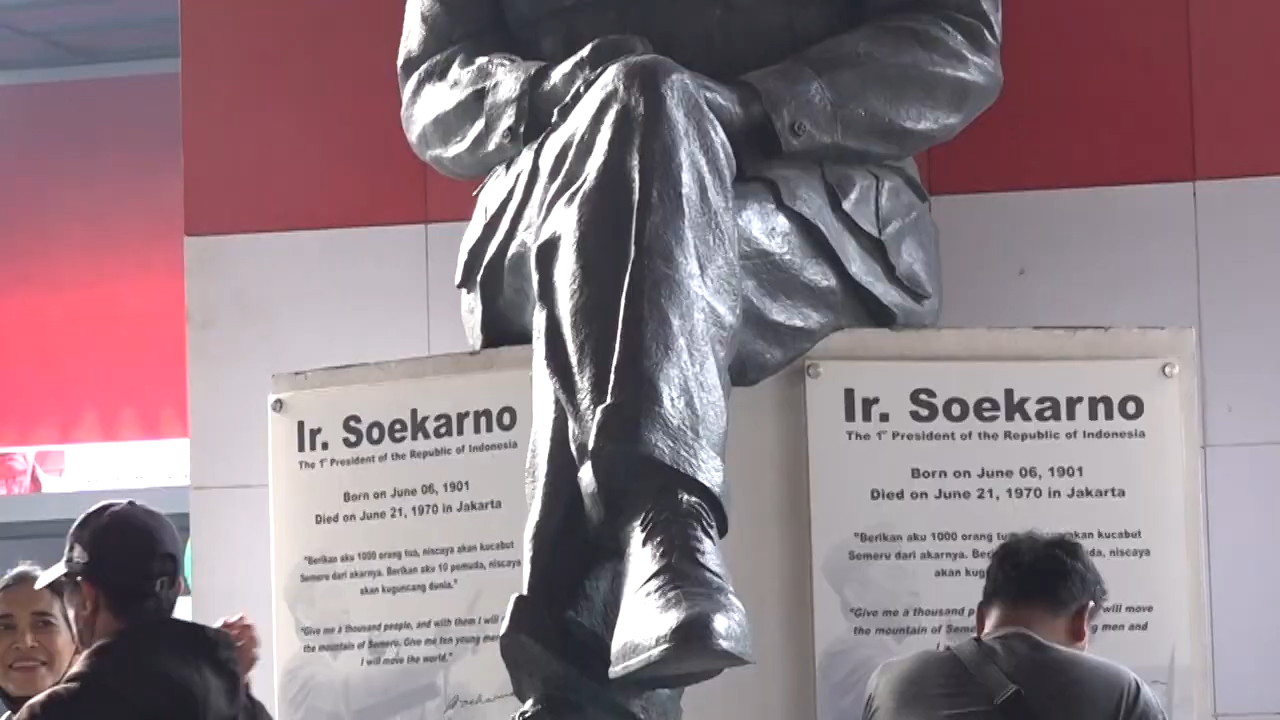 Ir. Soekarno
The 1st President of the Republic of Indonesia
Born on June 06, 1901
Died on June 21, 1970 in Jakarta
"Berikan aku 1000 orang tua, niscaya akan kucabut
Semeru dari akarnya. Berikan aku 10 pemuda, niscaya
akan kuguncang dunia."
"Give me a thousand people, and with them I will
the mountain of Semeru. Give me ten young men
I will move the world."
Soekarno
Ir. Soekarno
The 1st President of the Republic of Indonesia
Born on June 06, 1901
Died on June 21, 1970 in Jakarta
"Berikan aku 1000 orang akan kucabut
Semeru dari akarnya. niscaya
akan
"Give me a thousand will move
the mountain of men and